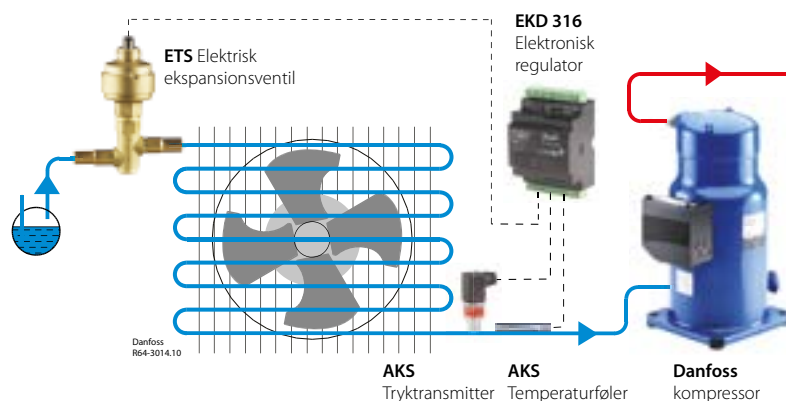 EKD 316
Elektronisk
regulator
ETS Elektrisk
ekspansionsventil
Danfoss
R64-3014.10
AKS
Tryktransmitter
AKS
Temperaturføler
Danfoss
kompressor